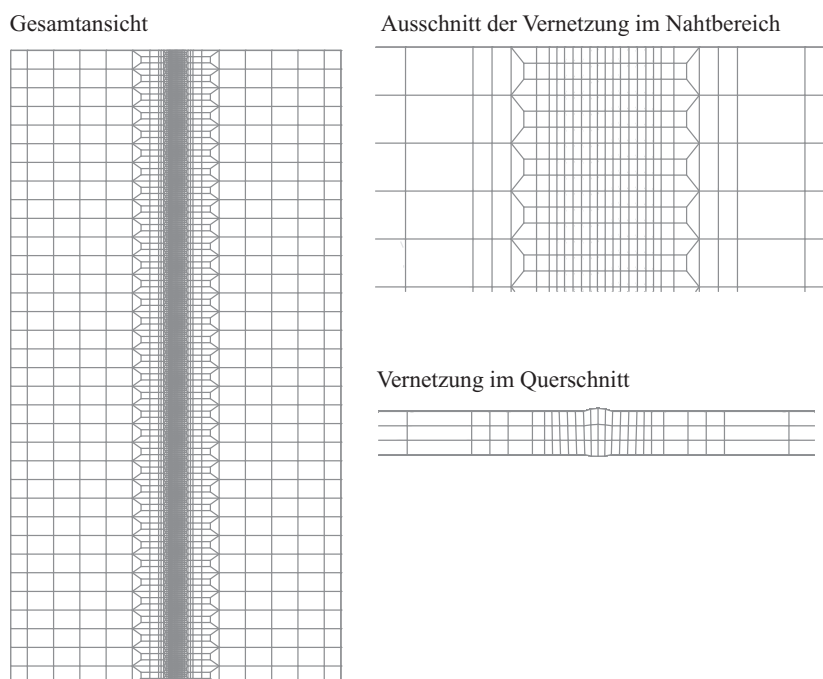 Gesamtansicht
Ausschnitt der Vernetzung im Nahtbereich
Vernetzung im Querschnitt